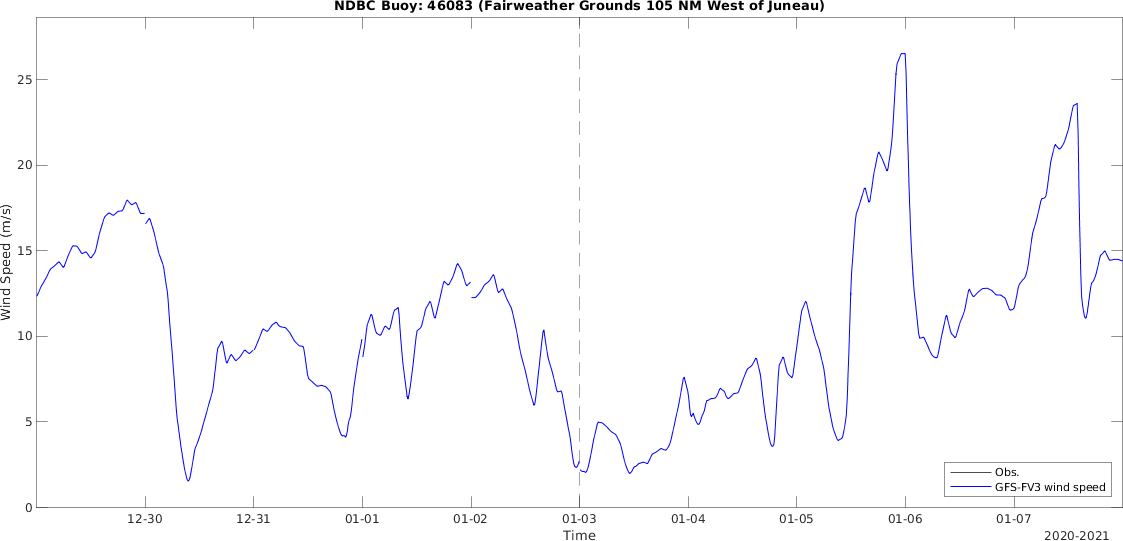 NDBC Buoy: 46083 (Fairweather Grounds 105 NM West of Juneau)
Wind Speed (m/s)
25
20
15
10
5
0
12-30 12-31 01-01 01-02 01-03 01-04 01-05 01-06 01-07
Time
2020-2021
Obs.
GFS-FV3 wind speed